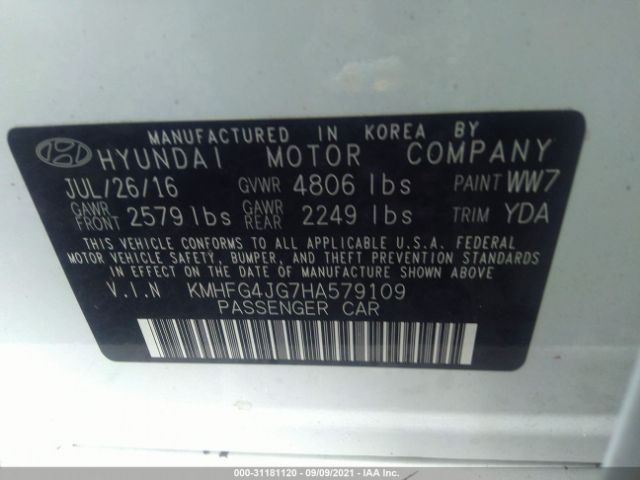 MANUFACTURED IN KOREA BY
HYUNDAI MOTOR COMPANY
JUL/26/16 GVWR 4806 lbs PAINT WW7
GAWR FRONT 2579 lbs GAWR REAR 2249 lbs TRIM YDA
THIS VEHICLE CONFORMS TO ALL APPLICABLE U.S.A. FEDERAL
MOTOR VEHICLE SAFETY, BUMPER, AND THEFT PREVENTION STANDARDS
IN EFFECT ON THE DATE OF MANUFACTURE SHOWN ABOVE.
V.I.N KMHFG4JG7HA579109
PASSENGER CAR
000-31181120 - 09/09/2021 - IAA Inc.